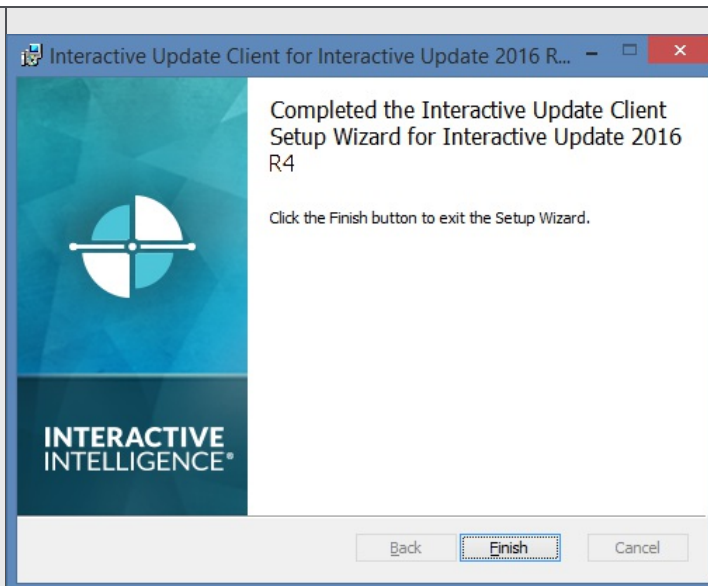 Interactive Update Client for Interactive Update 2016 R...
Completed the Interactive Update Client
Setup Wizard for Interactive Update 2016
R4
Click the Finish button to exit the Setup Wizard.
INTERACTIVE
INTELLIGENCE®
Back Finish Cancel